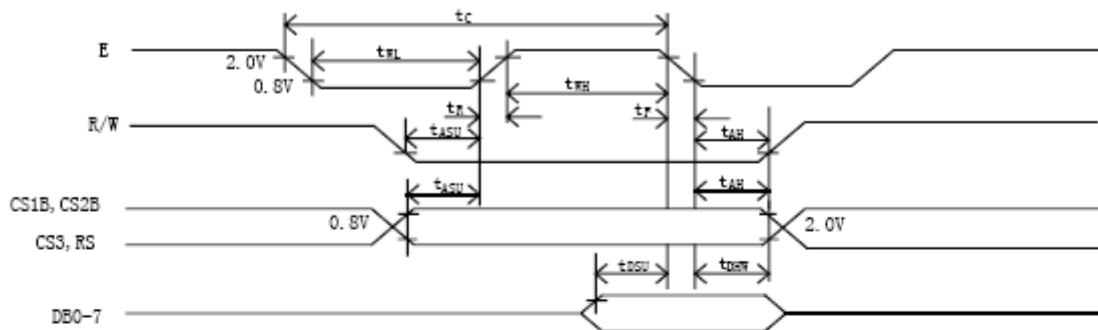 tC
E
tWL
2.0V
0.8V
tWH
tR
tF
R/W
tASU
tAH
tASU
tAH
CS1B,CS2B
0.8V
2.0V
CS3,RS
tDSU
tDHW
DB0-7